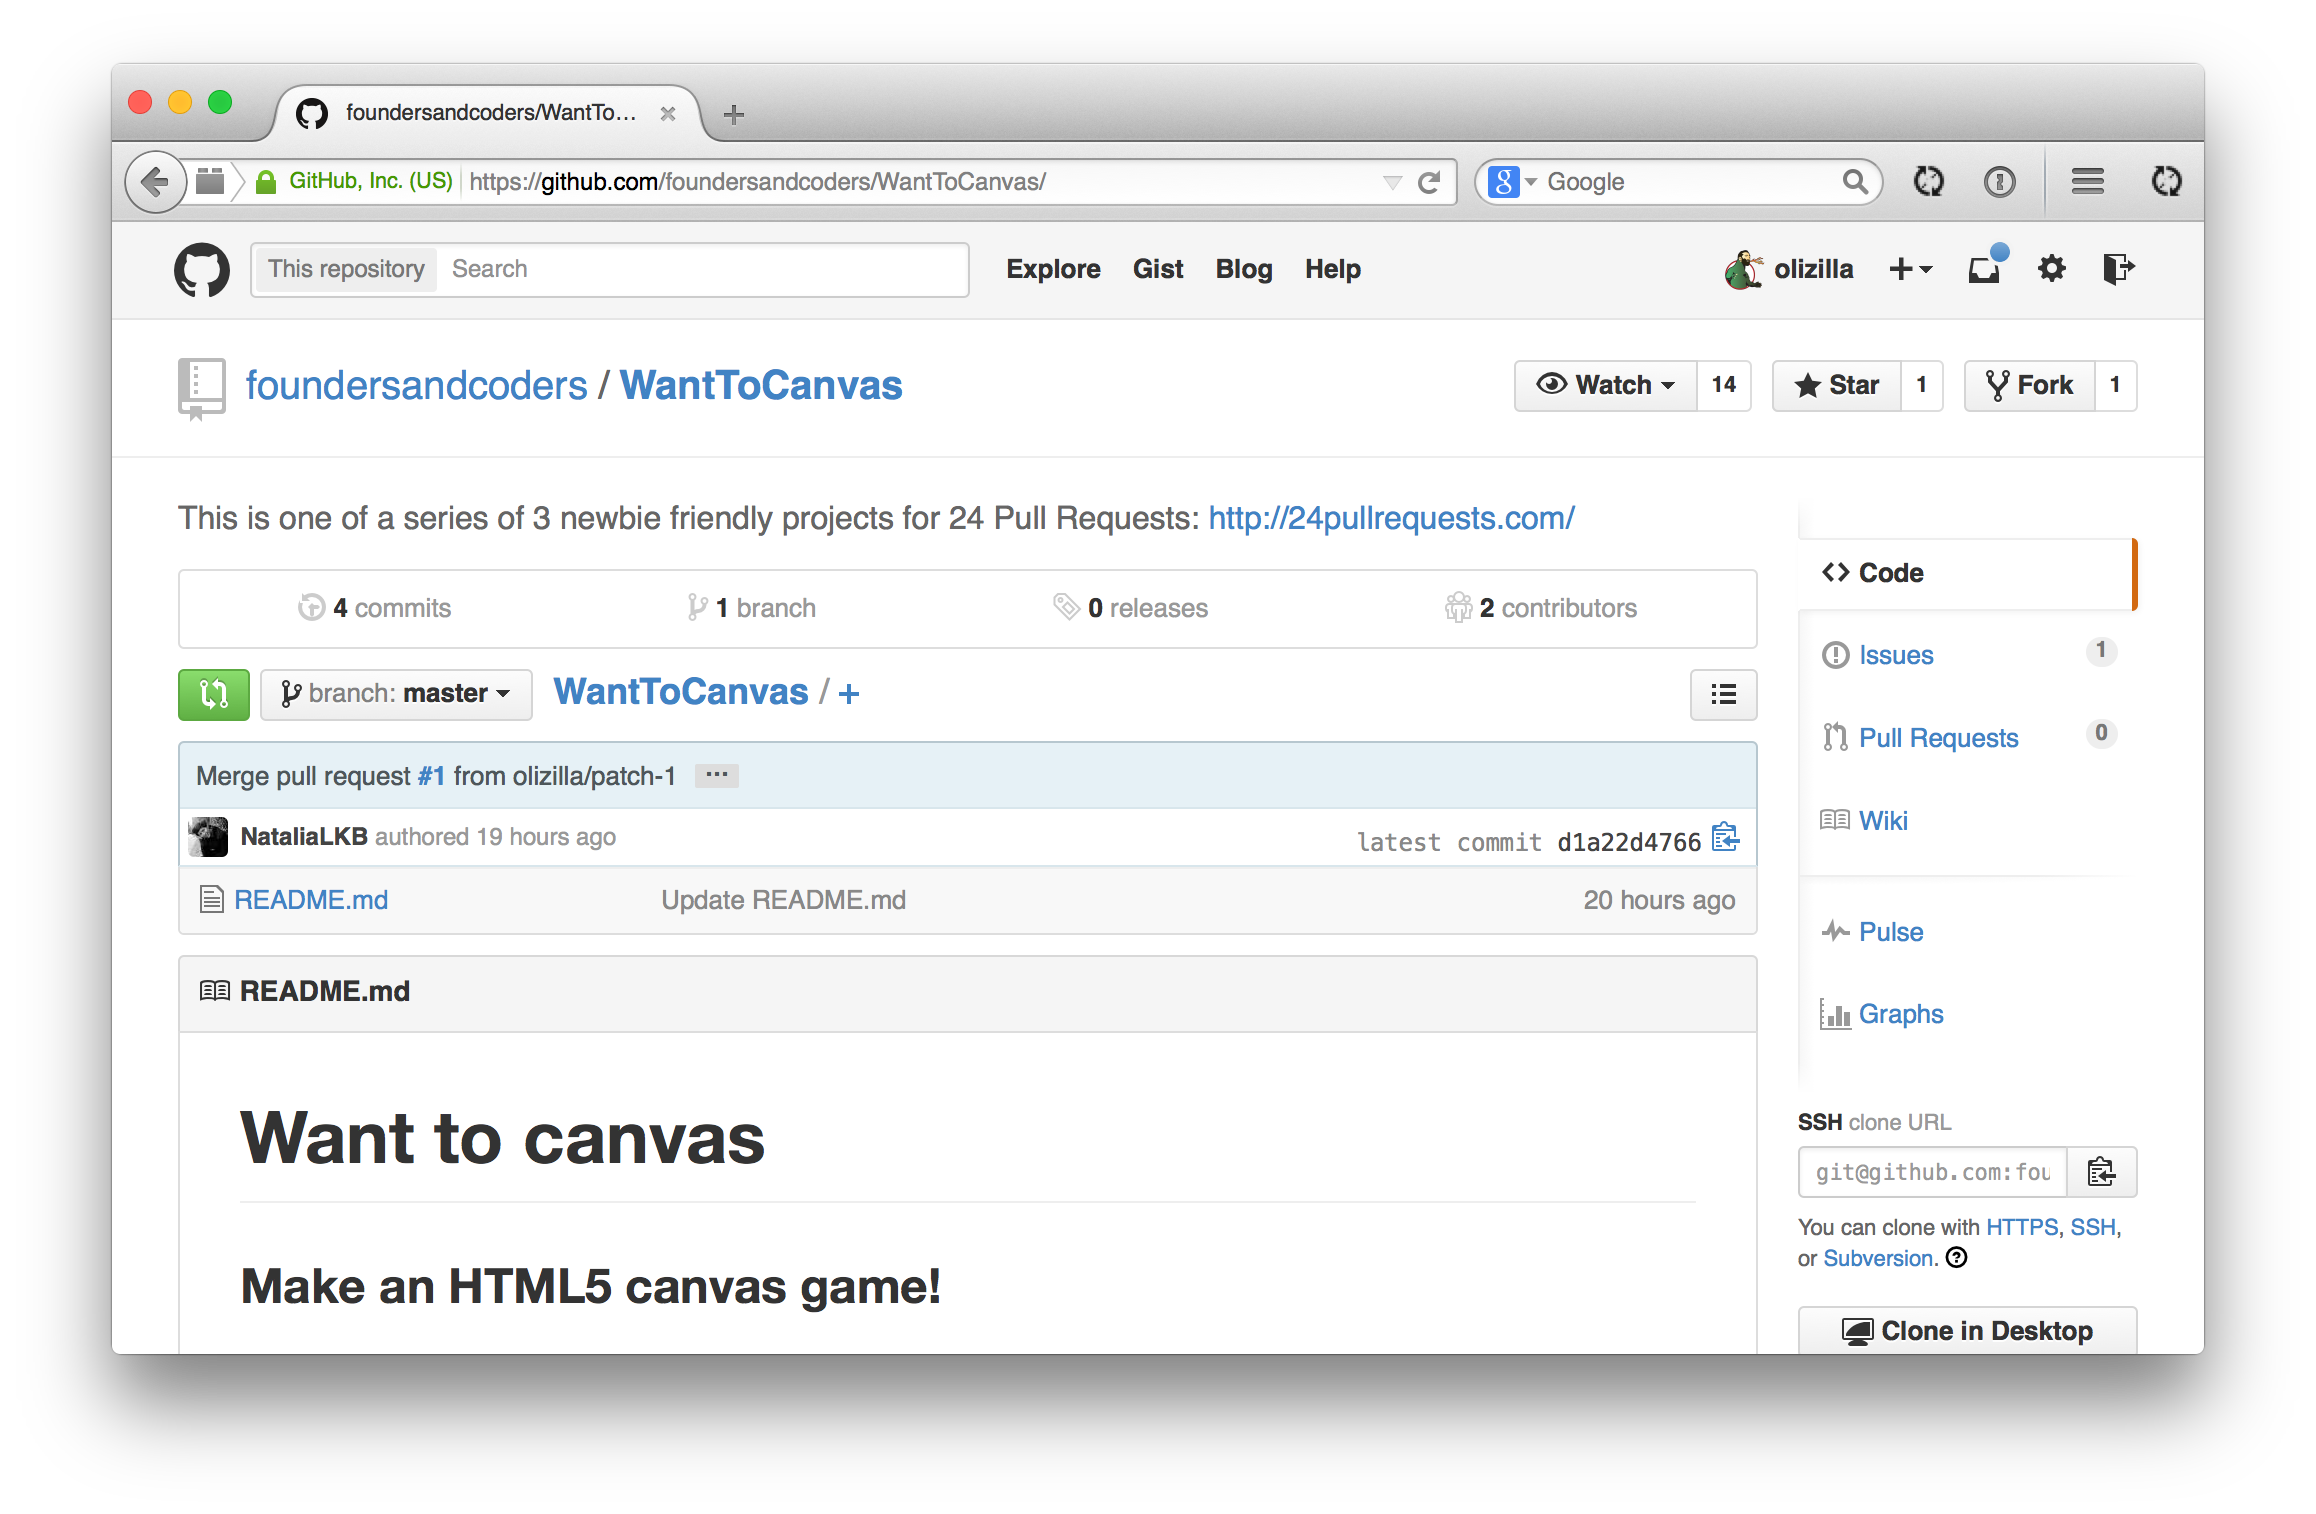 foundersandcoders/WantTo...
GitHub, Inc. (US) https://github.com/foundersandcoders/WantToCanvas/ Google
This repository Search Explore Gist Blog Help olizilla
foundersandcoders / WantToCanvas Watch 14 Star 1 Fork 1
This is one of a series of 3 newbie friendly projects for 24 Pull Requests: http://24pullrequests.com/
4 commits 1 branch 0 releases 2 contributors
branch: master WantToCanvas / +
Merge pull request #1 from olizilla/patch-1 ...
NataliaLKB authored 19 hours ago latest commit d1a22d4766
README.md Update README.md 20 hours ago
README.md
Want to canvas
Make an HTML5 canvas game!
Code
Issues 1
Pull Requests 0
Wiki
Pulse
Graphs
SSH clone URL
git@github.com:fou
You can clone with HTTPS, SSH,
or Subversion.
Clone in Desktop